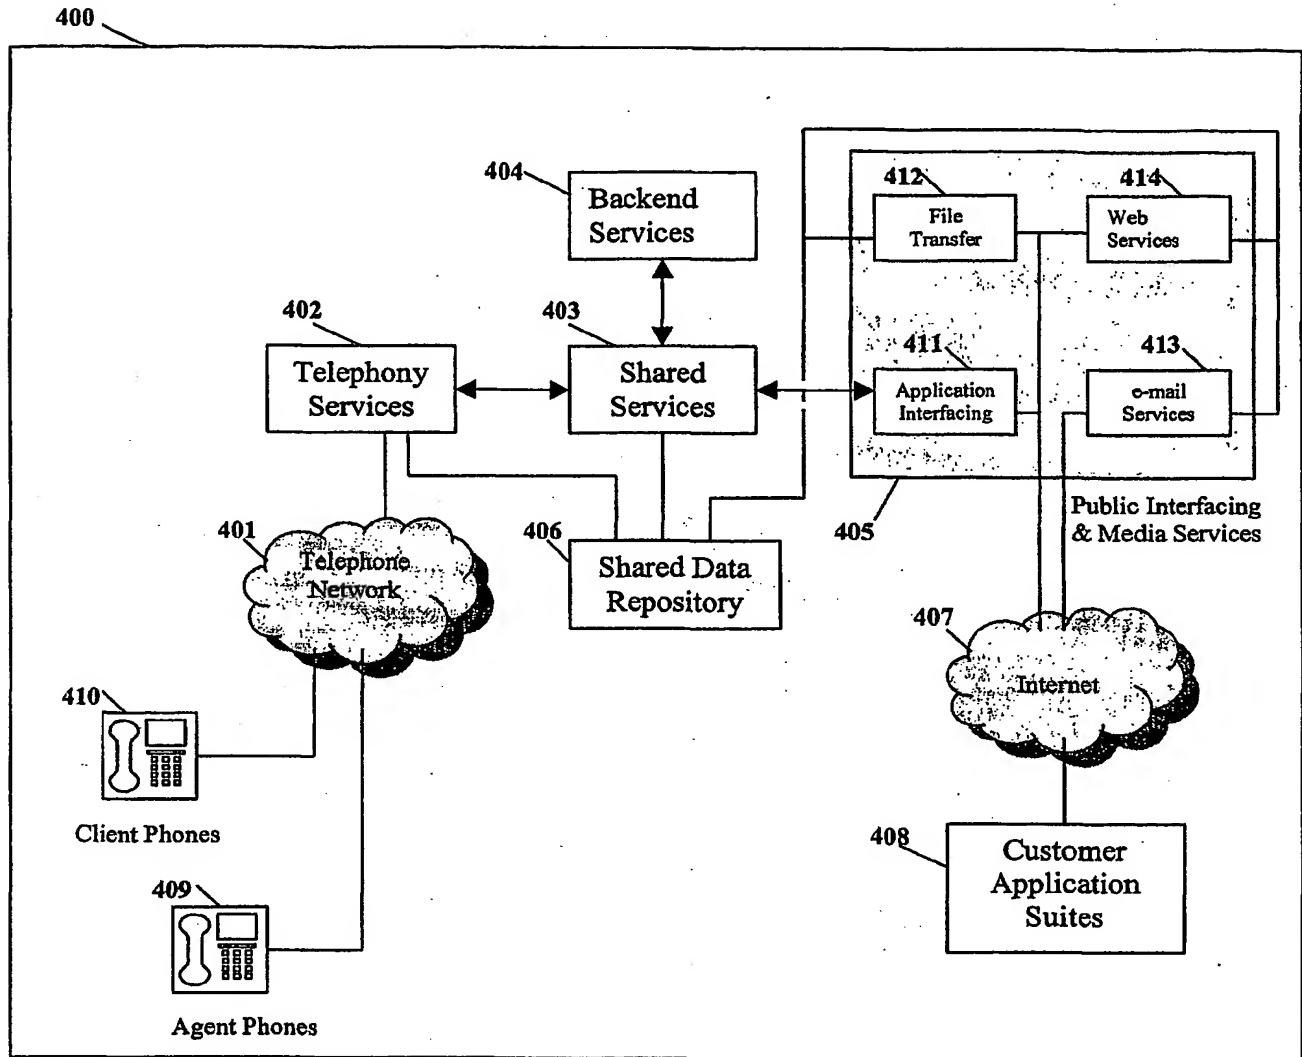 400
404
Backend
Services
412
File
Transfer
414
Web
Services
402
Telephony
Services
403
Shared
Services
411
Application
Interfacing
413
e-mail
Services
405
Public Interfacing
& Media Services
401
Telephone
Network
406
Shared Data
Repository
407
Internet
410
Client Phones
408
Customer
Application
Suites
409
Agent Phones